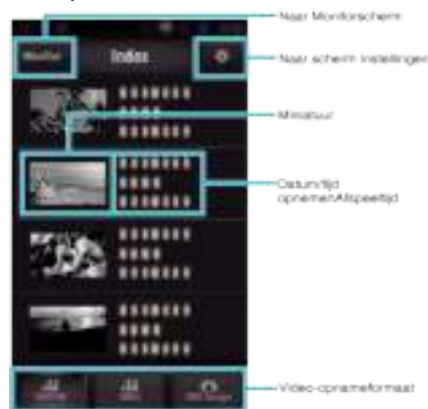 Naar Monitorscherm
Monitor
Index
Naar scherm Instellingen
Miniatuur
Datum/tijd
opnemen/Afspeeltijd
Video-opnameformaat